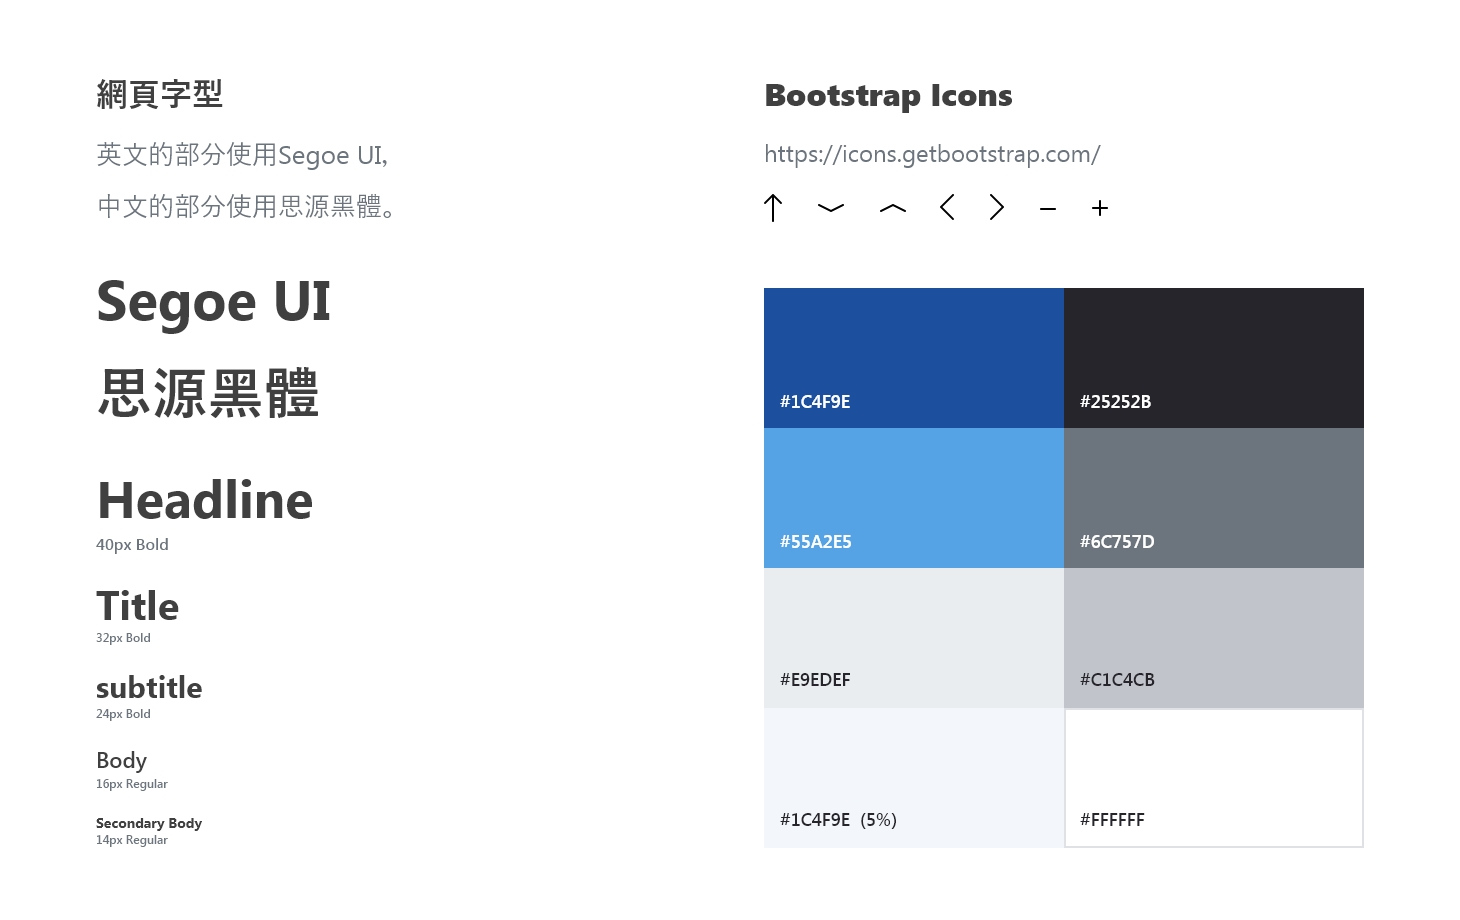 網頁字型
英文的部分使用Segoe UI,
中文的部分使用思源黑體。
Segoe UI
思源黑體
Headline
40px Bold
Title
32px Bold
subtitle
24px Bold
Body
16px Regular
Secondary Body
14px Regular
Bootstrap Icons
https://icons.getbootstrap.com/
#1C4F9E
#25252B
#55A2E5
#6C757D
#E9EDEF
#C1C4CB
#1C4F9E (5%)
#FFFFFF